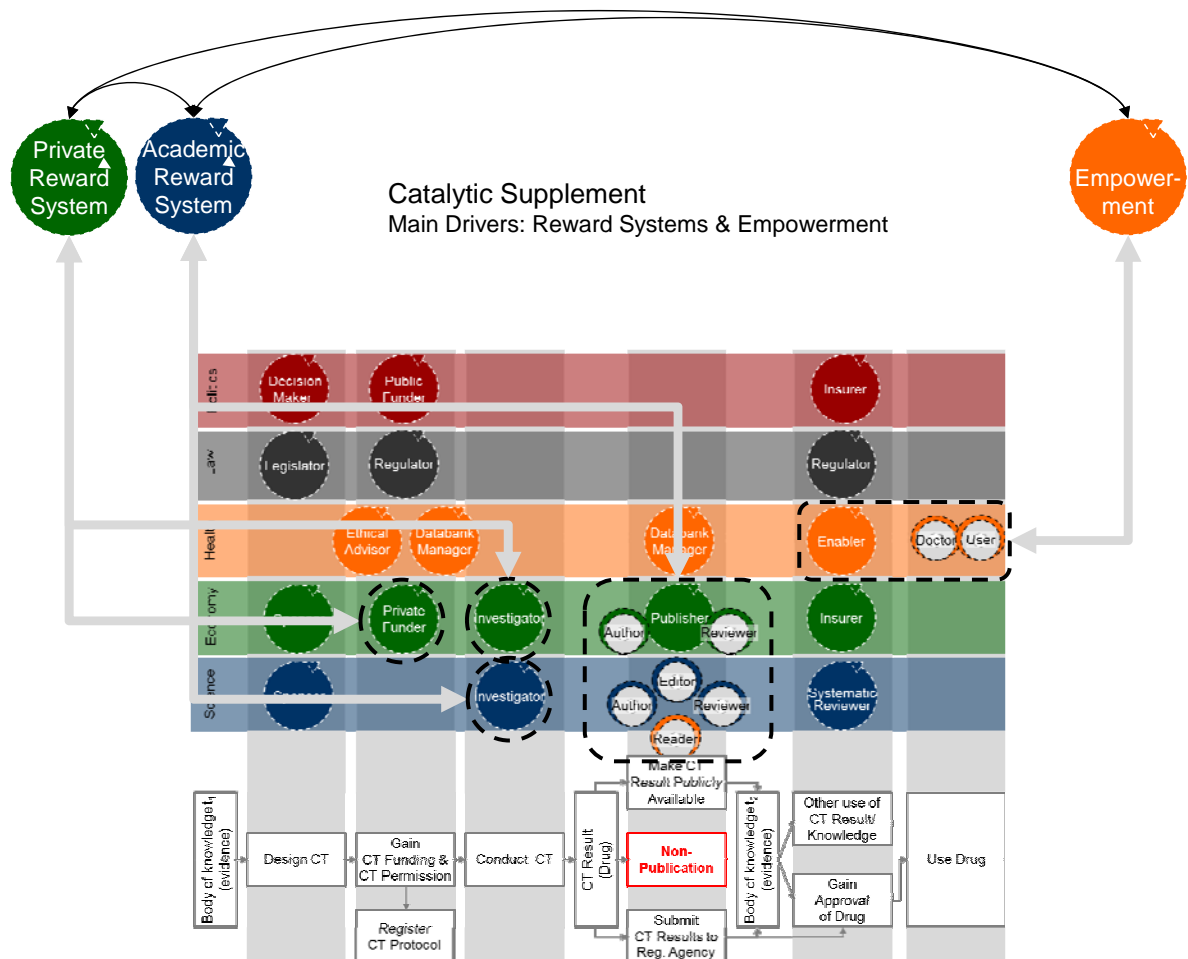 Private
Reward
System
Academic
Reward
System
Empower-
ment
Catalytic Supplement
Main Drivers: Reward Systems & Empowerment
Decision
Maker
Public
Funder
Insurer
Legislator
Regulator
Regulator
Ethical
Advisor
Databank
Manager
Databank
Manager
Enabler
Doctor
User
Economy
Private
Funder
Investigator
Author
Publisher
Reviewer
Insurer
Science
Investigator
Editor
Author
Reviewer
Reader
Systematic
Reviewer
Body of knowledge t1
(evidence)
Design CT
Gain
CT Funding &
CT Permission
Register
CT Protocol
Conduct CT
CT Result
(Drug)
Make CT
Result Publicly
Available
Non-
Publication
Submit
CT Results to
Reg. Agency
Body of knowledge t2
(evidence)
Other use of
CT Result/
Knowledge
Gain
Approval
of Drug
Use Drug